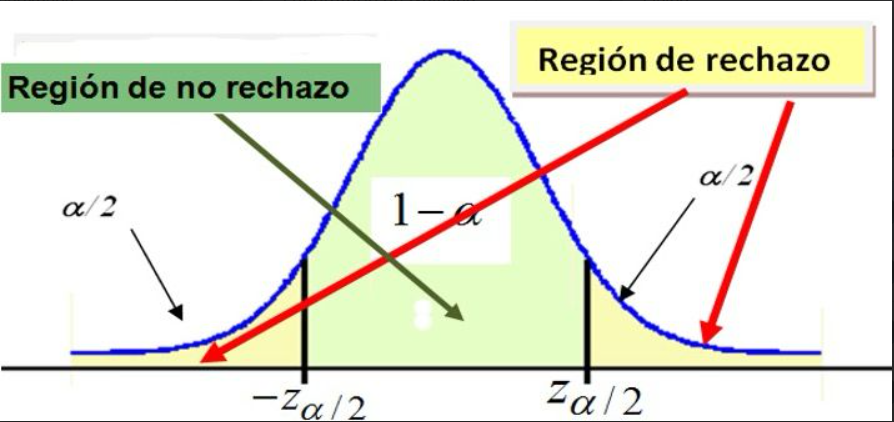 Región de rechazo
Región de no rechazo
α/2
α/2
1-α
-zα/2
zα/2